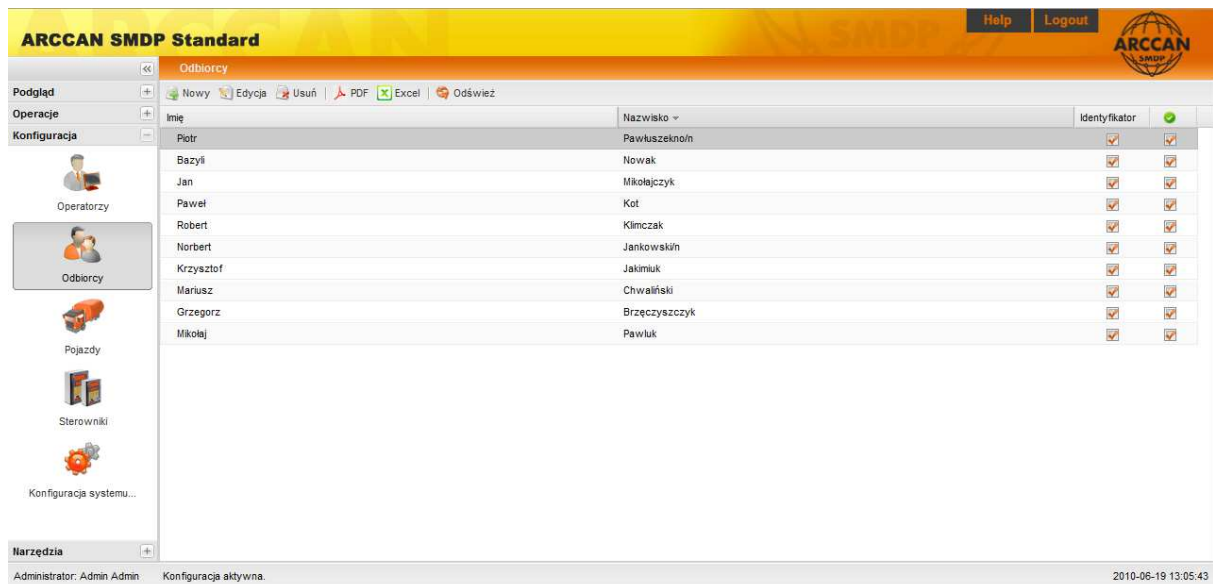 Help Logout
ARCCAN SMDP Standard
ARCCAN
SMDP
Odbiorcy
Podgląd
Operacje
Konfiguracja
Nowy Edycja Usuń PDF Excel Odśwież
Imię Nazwisko Identyfikator
Piotr Pawłuszekno/n
Bazyli Nowak
Jan Mikołajczyk
Paweł Kot
Robert Klimczak
Norbert Jankowski/n
Krzysztof Jakimiuk
Mariusz Chwaliński
Grzegorz Brzęczyszczyk
Mikołaj Pawluk
Operatorzy
Odbiorcy
Pojazdy
Sterowniki
Konfiguracja systemu...
Narzędzia
Administrator: Admin Admin Konfiguracja aktywna. 2010-06-19 13:05:43